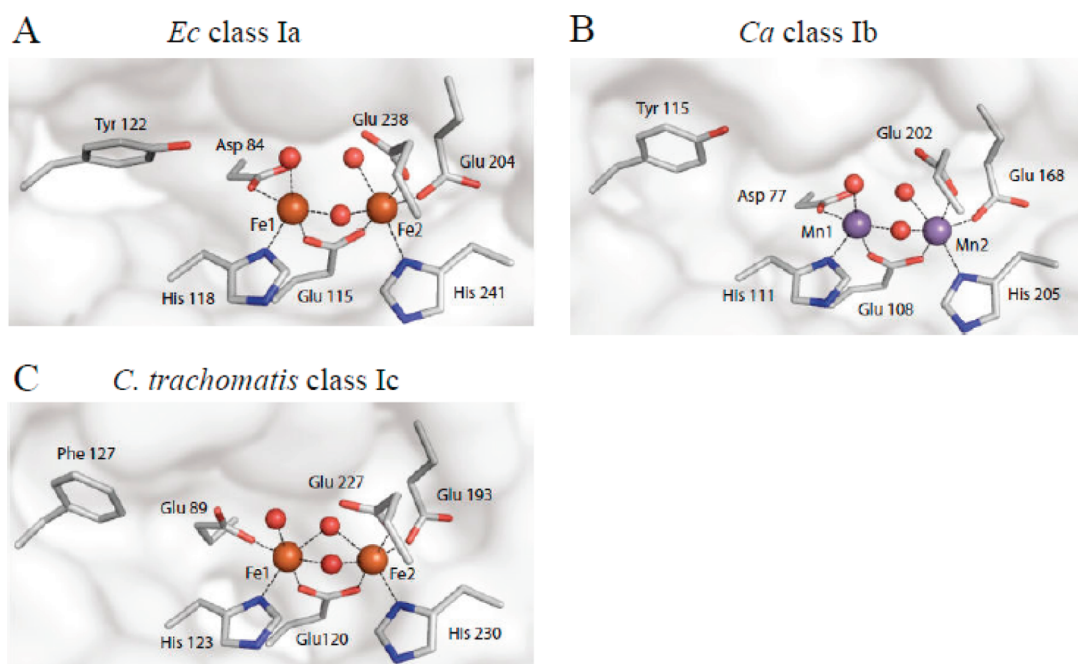 A
Ec class Ia
Tyr 122
Asp 84
Glu 238
Glu 204
Fe1
Fe2
His 118
Glu 115
His 241
B
Ca class Ib
Tyr 115
Glu 202
Asp 77
Glu 168
Mn1
Mn2
His 111
Glu 108
His 205
C
C. trachomatis class Ic
Phe 127
Glu 227
Glu 193
Glu 89
Fe1
Fe2
His 123
Glu120
His 230